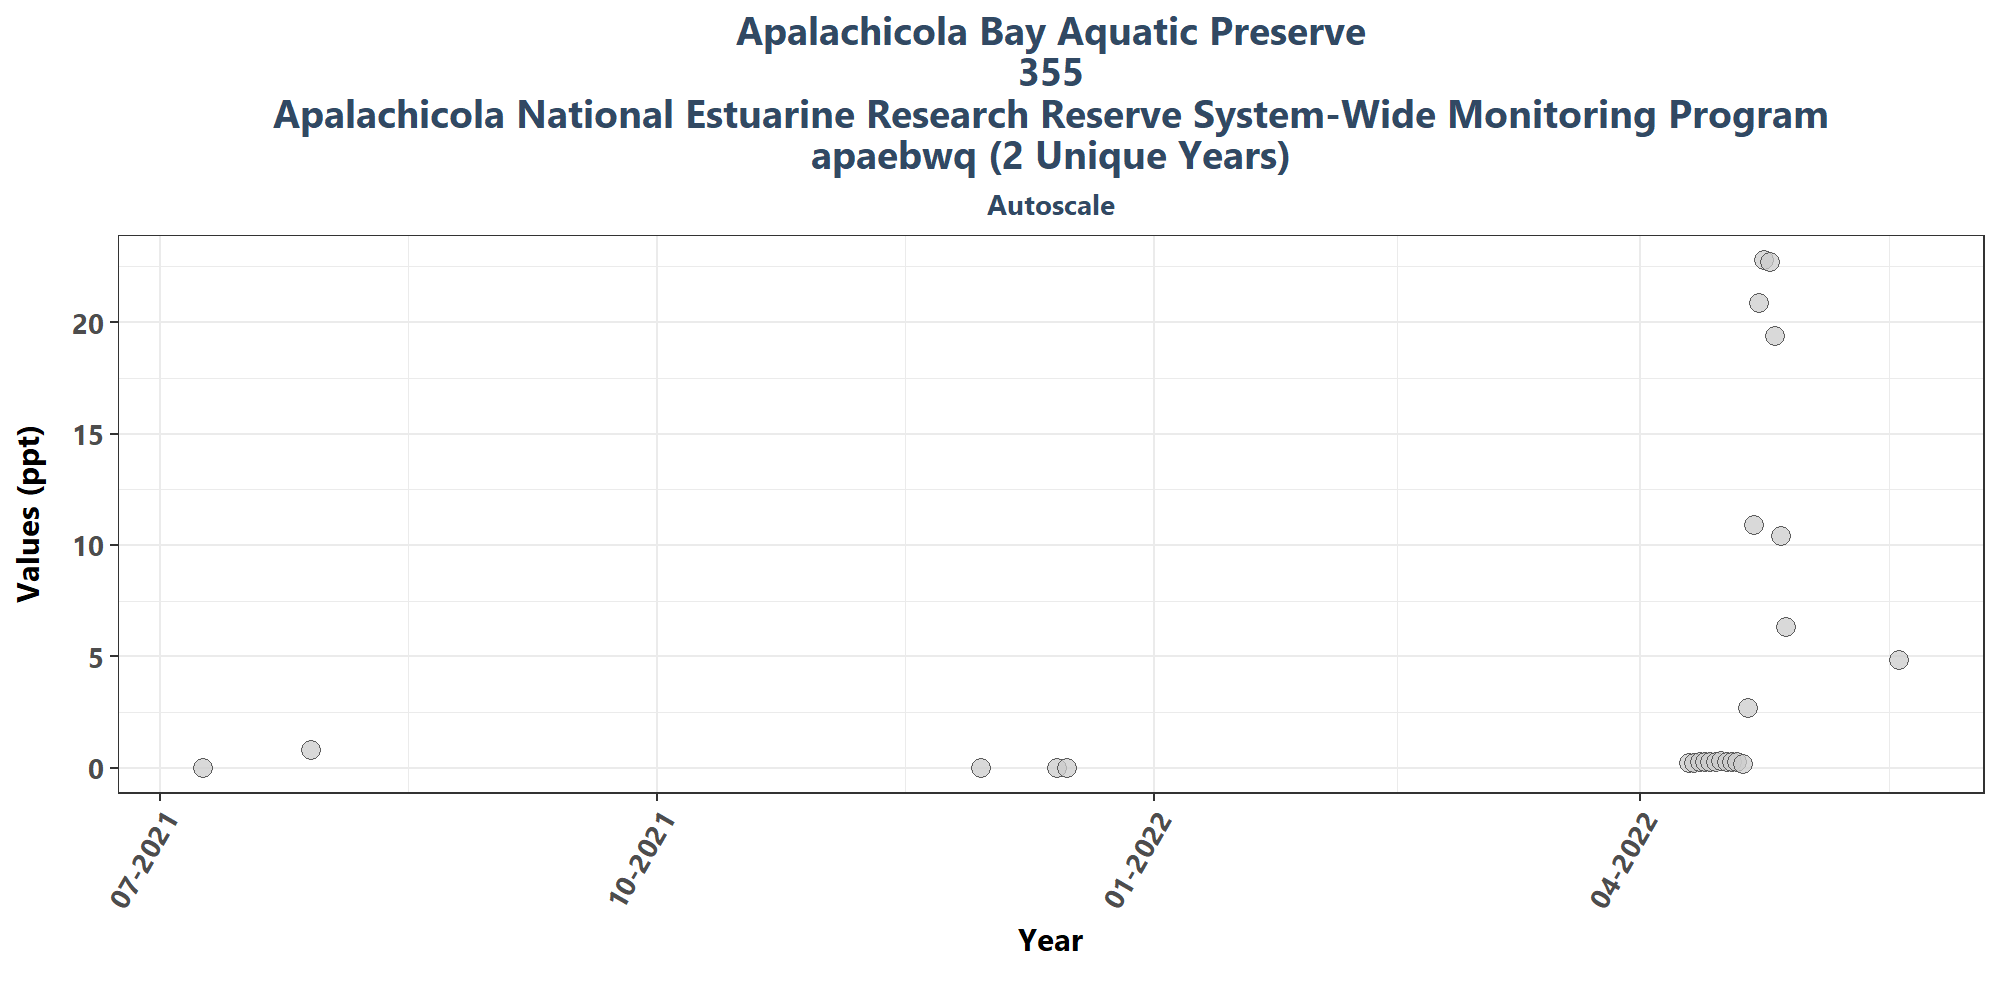 Apalachicola Bay Aquatic Preserve
355
Apalachicola National Estuarine Research Reserve System-Wide Monitoring Program
apaebwq (2 Unique Years)
Autoscale
Values (ppt)
20
15
10
5
0
07-2021
10-2021
01-2022
04-2022
Year